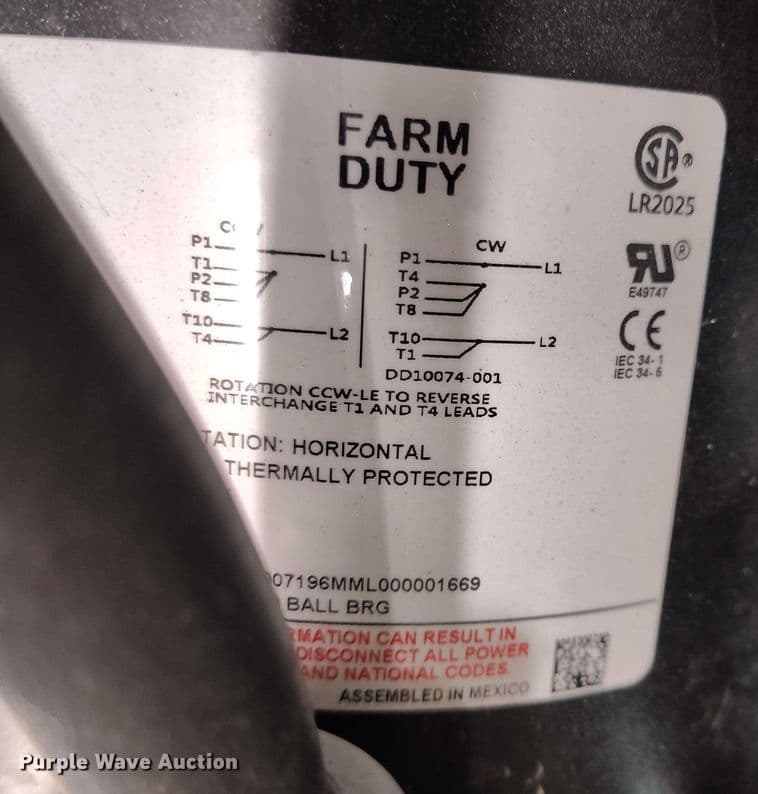 FARM
DUTY
SA ®
LR2025
P1
T1
P2
T8
T10
T4
L1
L2
CW
P1
T4
P2
T8
T10
T1
L1
L2
DD10074-001
RU ®
E49747
CE
IEC 34-1
IEC 34-5
ROTATION CCW-LE TO REVERSE
INTERCHANGE T1 AND T4 LEADS
TATION: HORIZONTAL
THERMALLY PROTECTED
07196MML000001669
BALL BRG
MATION CAN RESULT IN
DISCONNECT ALL POWER
AND NATIONAL CODES.
ASSEMBLED IN MEXICO
Purple Wave Auction